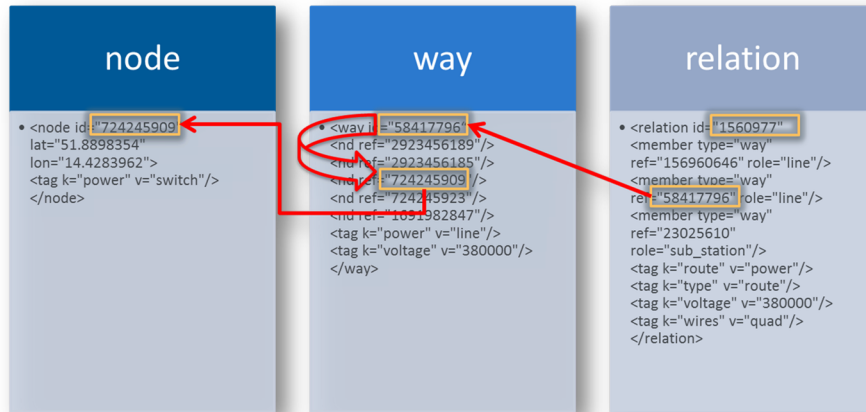 node
• <node id="724245909"
lat="51.8898354"
lon="14.4283962">
<tag k="power" v="switch"/>
</node>
way
• <way id="58417796"
<nd ref="2923456189"/>
<nd ref="2923456185"/>
<nd ref="724245909"/>
<nd ref="724245923"/>
<nd ref="1691982847"/>
<tag k="power" v="line"/>
<tag k="voltage" v="380000"/>
</way>
relation
• <relation id="1560977"
<member type="way"
ref="156960646" role="line"/>
<member type="way"
ref="58417796" role="line"/>
<member type="way"
ref="23025610"
role="sub_station"/>
<tag k="route" v="power"/>
<tag k="type" v="route"/>
<tag k="voltage" v="380000"/>
<tag k="wires" v="quad"/>
</relation>